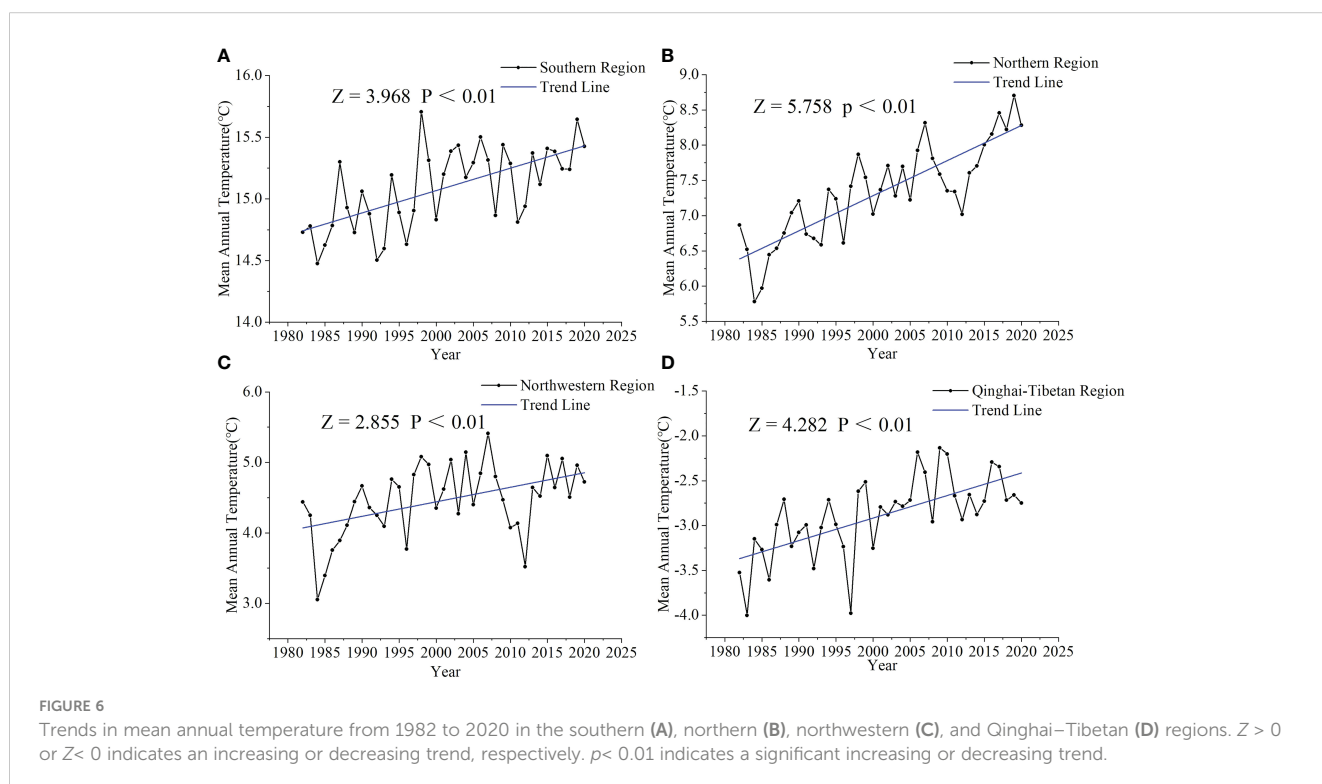 A
Southern Region
Trend Line
Z = 3.968 P < 0.01
Mean Annual Temperature(°C)
16.0
15.5
15.0
14.5
14.0
1980 1985 1990 1995 2000 2005 2010 2015 2020 2025
Year
B
Northern Region
Trend Line
Z = 5.758 p < 0.01
Mean Annual Temperature(°C)
9.0
8.5
8.0
7.5
7.0
6.5
6.0
5.5
1980 1985 1990 1995 2000 2005 2010 2015 2020 2025
Year
C
Northwestern Region
Trend Line
Z = 2.855 P < 0.01
Mean Annual Temperature(°C)
6.0
5.0
4.0
3.0
1980 1985 1990 1995 2000 2005 2010 2015 2020 2025
Year
D
Qinghai-Tibetan Region
Trend Line
Z = 4.282 P < 0.01
Mean Annual Temperature(°C)
-1.5
-2.0
-2.5
-3.0
-3.5
-4.0
1980 1985 1990 1995 2000 2005 2010 2015 2020 2025
Year
FIGURE 6
Trends in mean annual temperature from 1982 to 2020 in the southern (A), northern (B), northwestern (C), and Qinghai–Tibetan (D) regions. Z > 0
or Z< 0 indicates an increasing or decreasing trend, respectively. p< 0.01 indicates a significant increasing or decreasing trend.